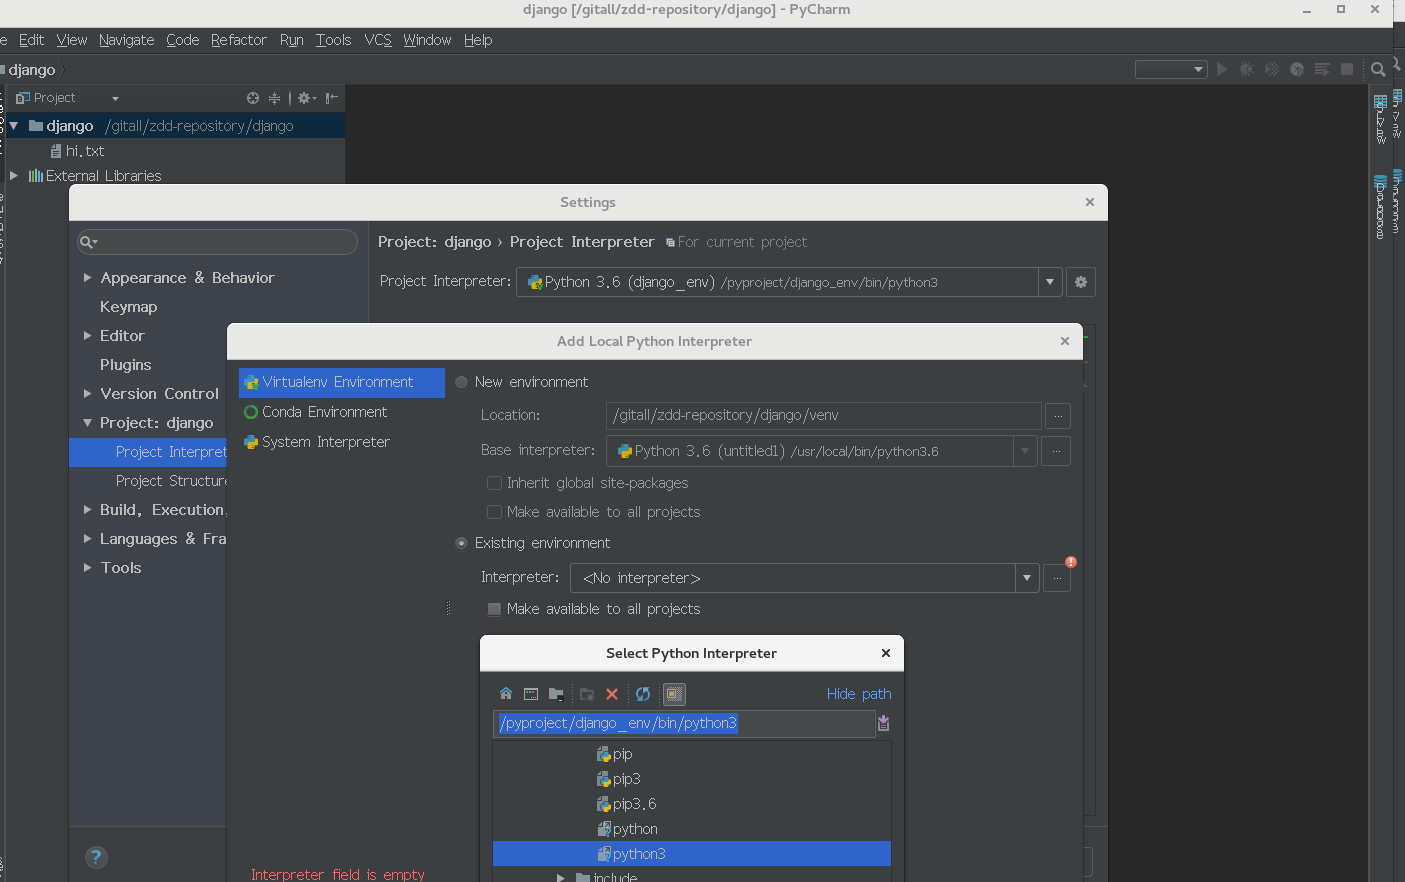 django [/gitall/zdd-repository/django] - PyCharm
e Edit View Navigate Code Refactor Run Tools VCS Window Help
django
Project
django /gitall/zdd-repository/django
hi.txt
External Libraries
Settings
Project: django › Project Interpreter For current project
Project Interpreter: Python 3.6 (django_env) /pyproject/django_env/bin/python3
Appearance & Behavior
Keymap
Editor
Plugins
Version Control
Project: django
Project Interpret
Project Structure
Build, Execution,
Languages & Fra
Tools
?
Add Local Python Interpreter
Virtualenv Environment
Conda Environment
System Interpreter
New environment
Location: /gitall/zdd-repository/django/venv ...
Base interpreter: Python 3.6 (untitled1) /usr/local/bin/python3.6 ...
Inherit global site-packages
Make available to all projects
Existing environment
Interpreter: <No interpreter> ...
Make available to all projects
Interpreter field is empty
Select Python Interpreter
Hide path
/pyproject/django_env/bin/python3
pip
pip3
pip3.6
python
python3
include